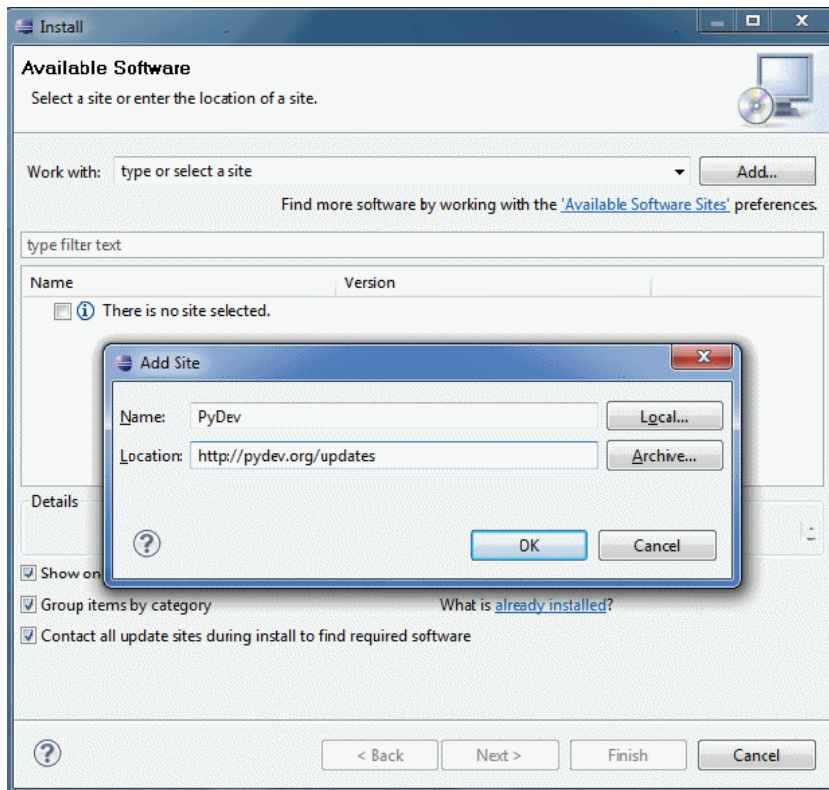 Install
Available Software
Select a site or enter the location of a site.
Work with: type or select a site Add...
Find more software by working with the 'Available Software Sites' preferences.
type filter text
Name Version
There is no site selected.
Add Site
Name: PyDev Local...
Location: http://pydev.org/updates Archive...
Details
OK Cancel
Show on
Group items by category What is already installed?
Contact all update sites during install to find required software
< Back Next > Finish Cancel